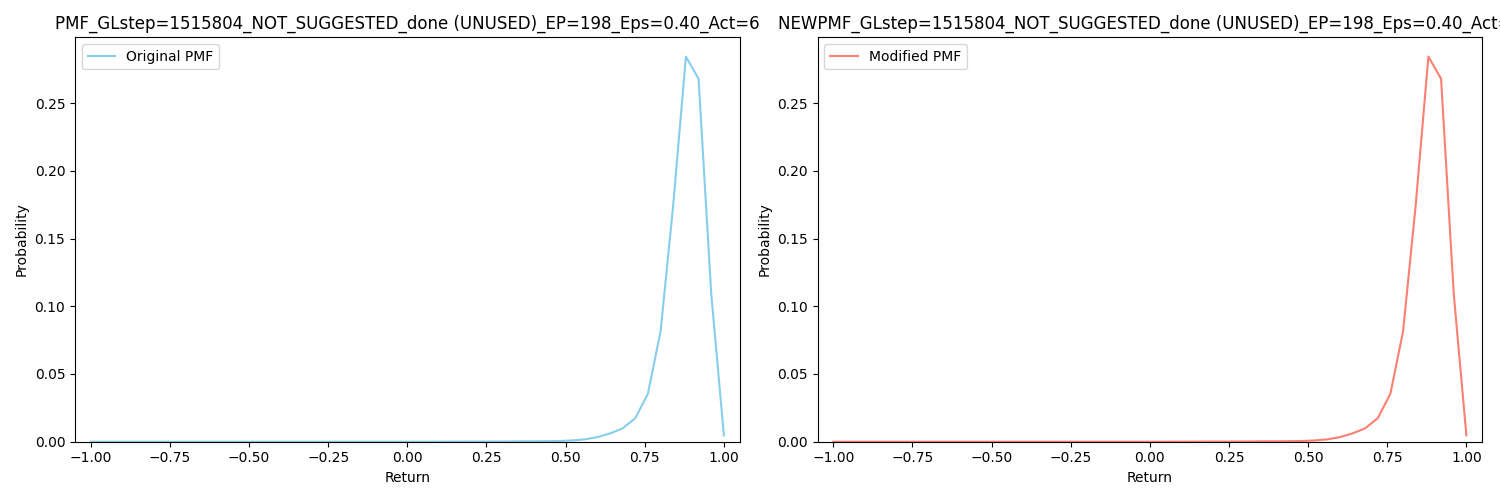 PMF_GLstep=1515804_NOT_SUGGESTED_done (UNUSED)_EP=198_Eps=0.40_Act=6
Original PMF
Probability
0.25
0.20
0.15
0.10
0.05
0.00
−1.00 −0.75 −0.50 −0.25 0.00 0.25 0.50 0.75 1.00
Return
NEWPMF_GLstep=1515804_NOT_SUGGESTED_done (UNUSED)_EP=198_Eps=0.40_Act=
Modified PMF
Probability
0.25
0.20
0.15
0.10
0.05
0.00
−1.00 −0.75 −0.50 −0.25 0.00 0.25 0.50 0.75 1.00
Return